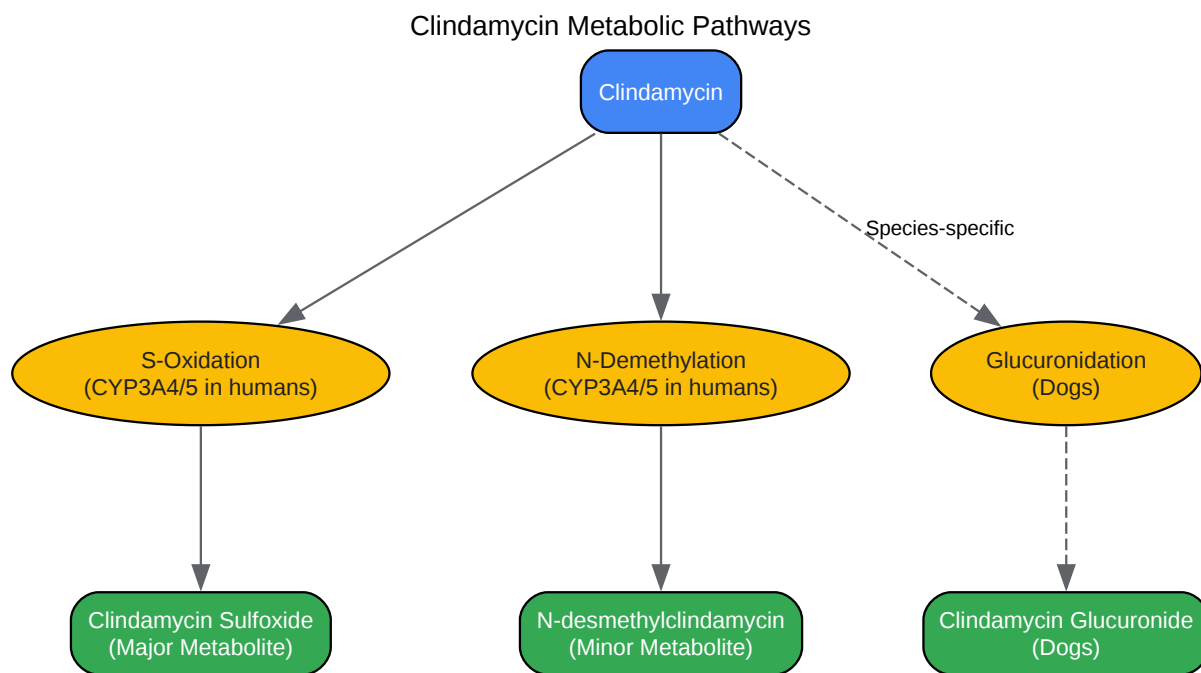 Clindamycin Metabolic Pathways
Clindamycin
Species-specific
S-Oxidation
(CYP3A4/5 in humans)
N-Demethylation
(CYP3A4/5 in humans)
Glucuronidation
(Dogs)
Clindamycin Sulfoxide
(Major Metabolite)
N-desmethylclindamycin
(Minor Metabolite)
Clindamycin Glucuronide
(Dogs)